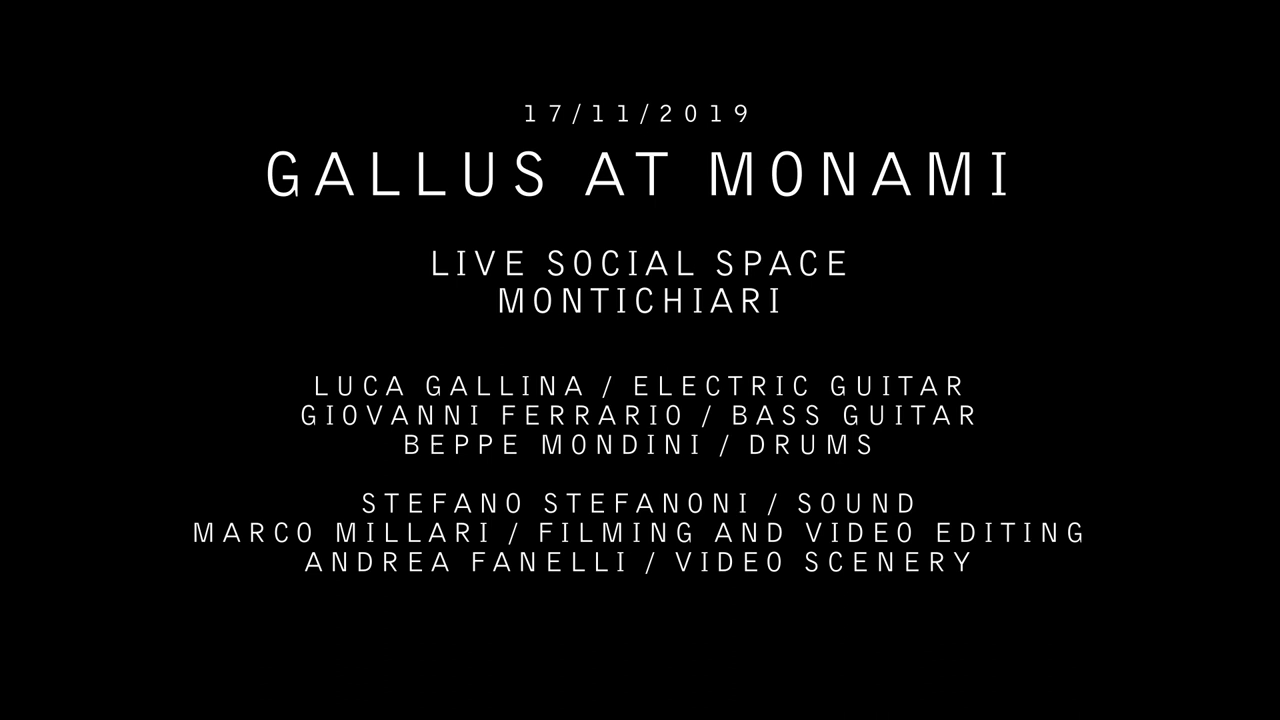 17/11/2019
GALLUS AT MONAMI
LIVE SOCIAL SPACE
MONTICHIARI
LUCA GALLINA / ELECTRIC GUITAR
GIOVANNI FERRARIO / BASS GUITAR
BEPPE MONDINI / DRUMS
STEFANO STEFANONI / SOUND
MARCO MILLARI / FILMING AND VIDEO EDITING
ANDREA FANELLI / VIDEO SCENERY